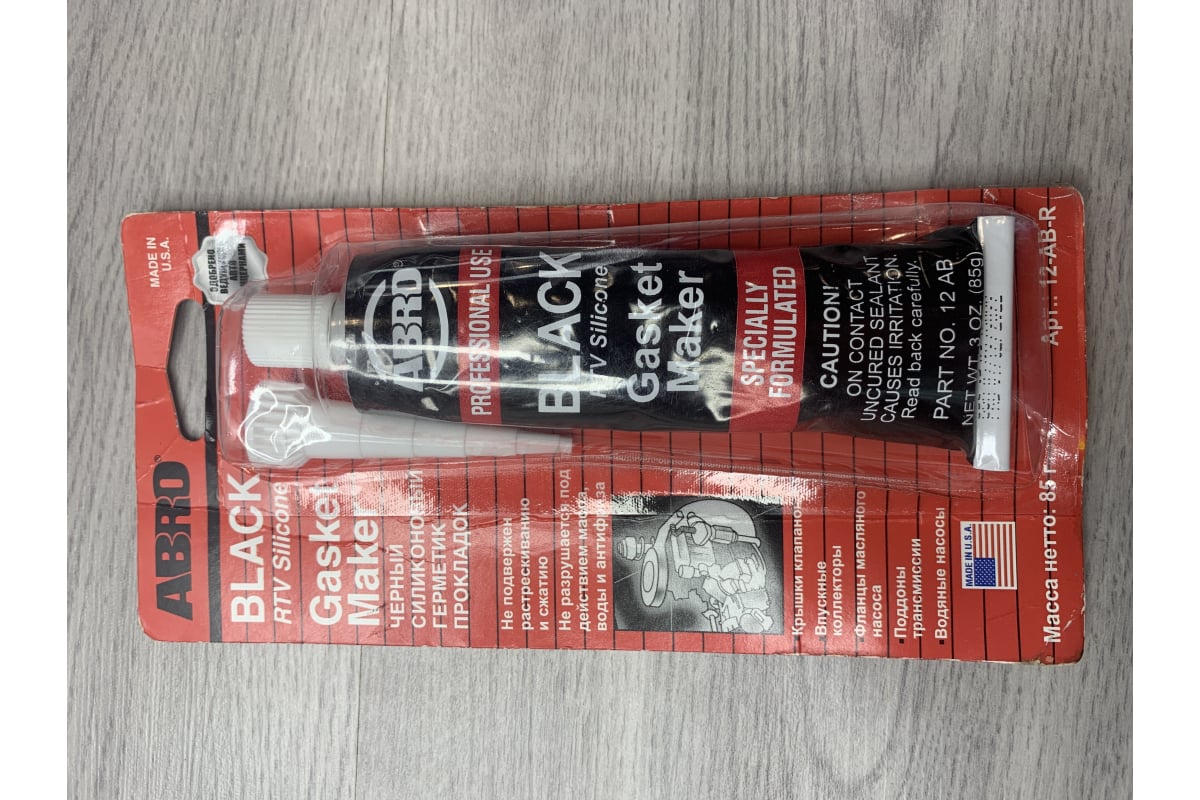 MADE IN
U.S.A.
ОДОБРЕНО
ABRO
BLACK
RTV Silicone
Gasket
Maker
ЧЕРНЫЙ
СИЛИКОНОВЫЙ
ГЕРМЕТИК
ПРОКЛАДОК
Не подвержен
растрескиванию
и сжатию
Не разрушается под
действием масла,
воды и антифриза
Крышки клапанов
Впускные
коллекторы
Фланцы масляного
насоса
Поддоны
трансмиссии
Водяные насосы
MADE IN U.S.A.
Масса нетто: 85 г
Арт.: 12-AB-R
ABRO
PROFESSIONAL USE
BLACK
RTV Silicone
Gasket
Maker
SPECIALLY
FORMULATED
CAUTION!
ON CONTACT
UNCURED SEALANT
CAUSES IRRITATION.
Read back carefully.
PART NO. 12 AB
NET WT. 3 OZ. (85g)